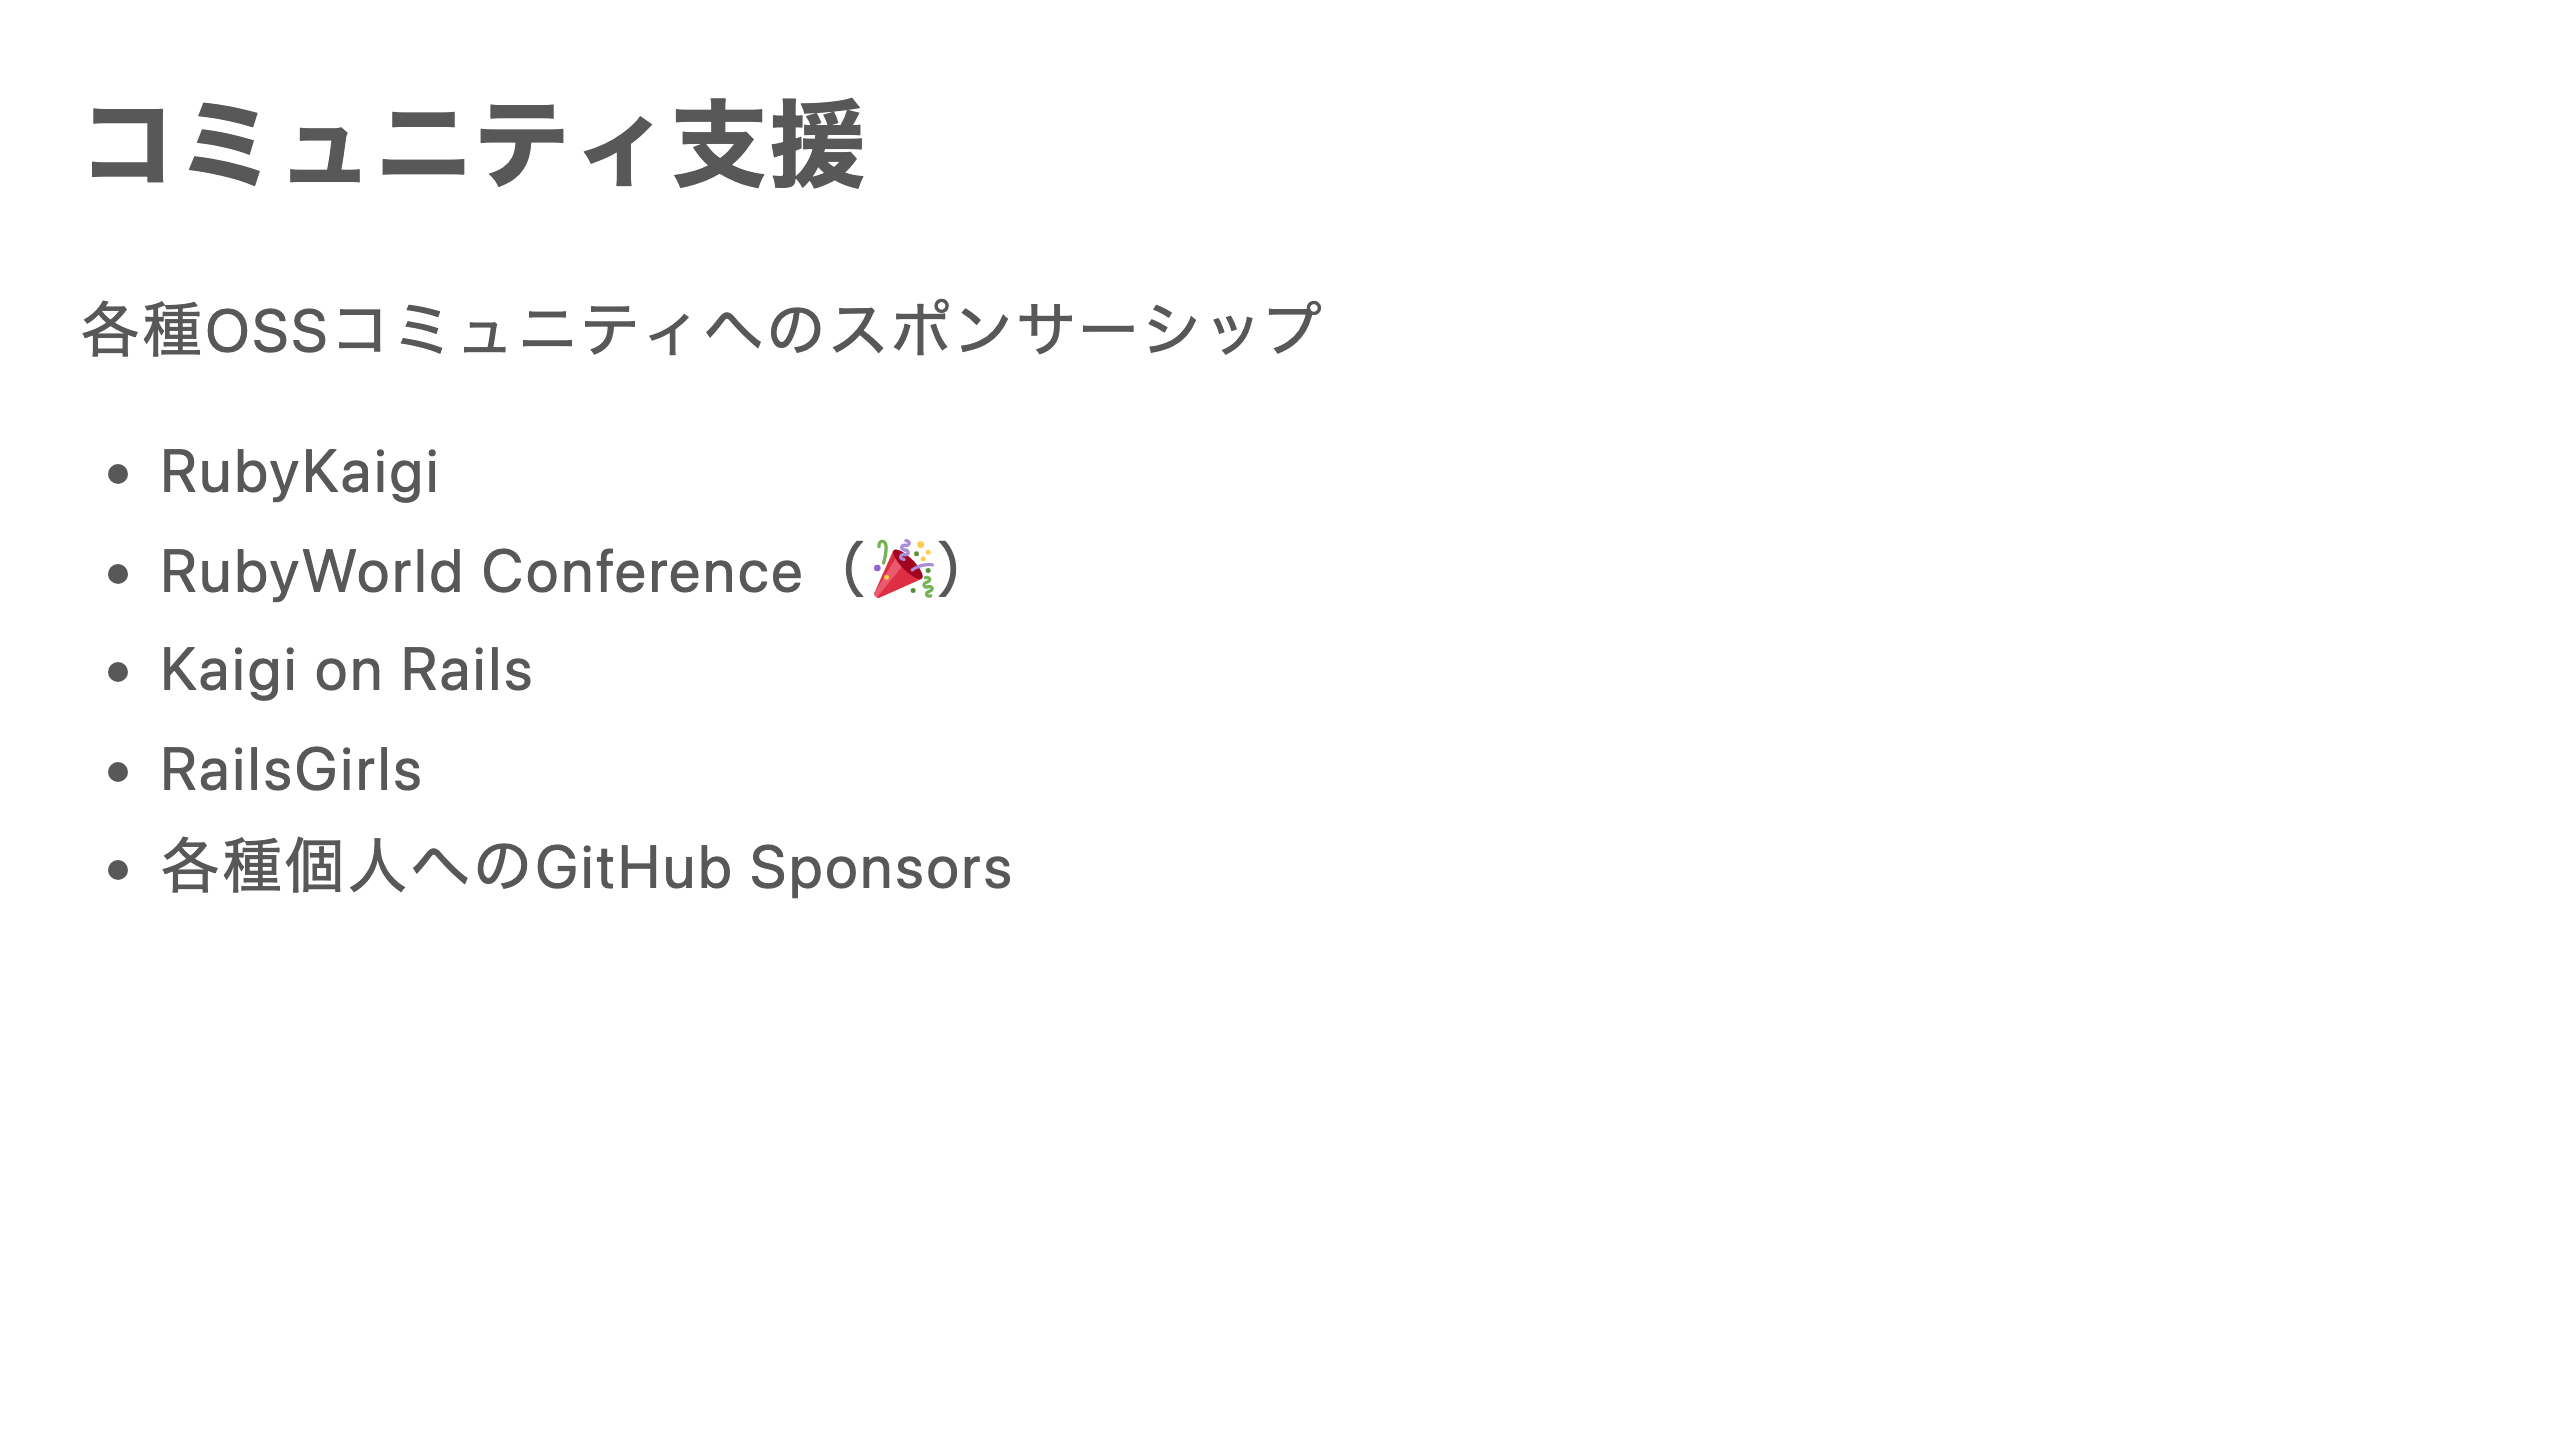 コミュニティ支援
各種OSSコミュニティへのスポンサーシップ
• RubyKaigi
• RubyWorld Conference（🎉）
• Kaigi on Rails
• RailsGirls
• 各種個人へのGitHub Sponsors